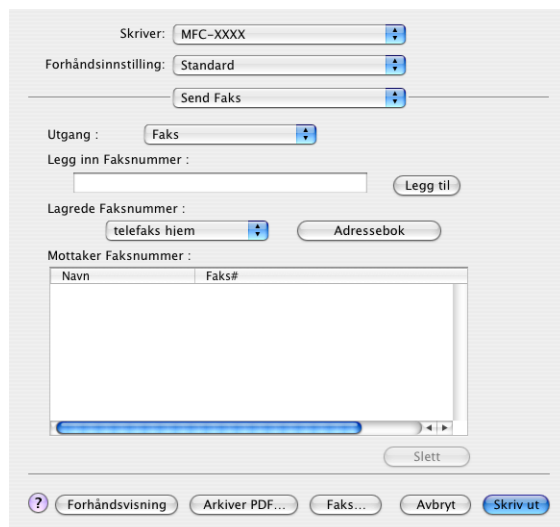 Skriver: MFC-XXXX
Forhåndsinnstilling: Standard
Send Faks
Utgang : Faks
Legg inn Faksnummer :
Legg til
Lagrede Faksnummer :
telefaks hjem Adressebok
Mottaker Faksnummer :
Navn Faks#
Slett
? Forhåndsvisning Arkiver PDF... Faks... Avbryt Skriv ut